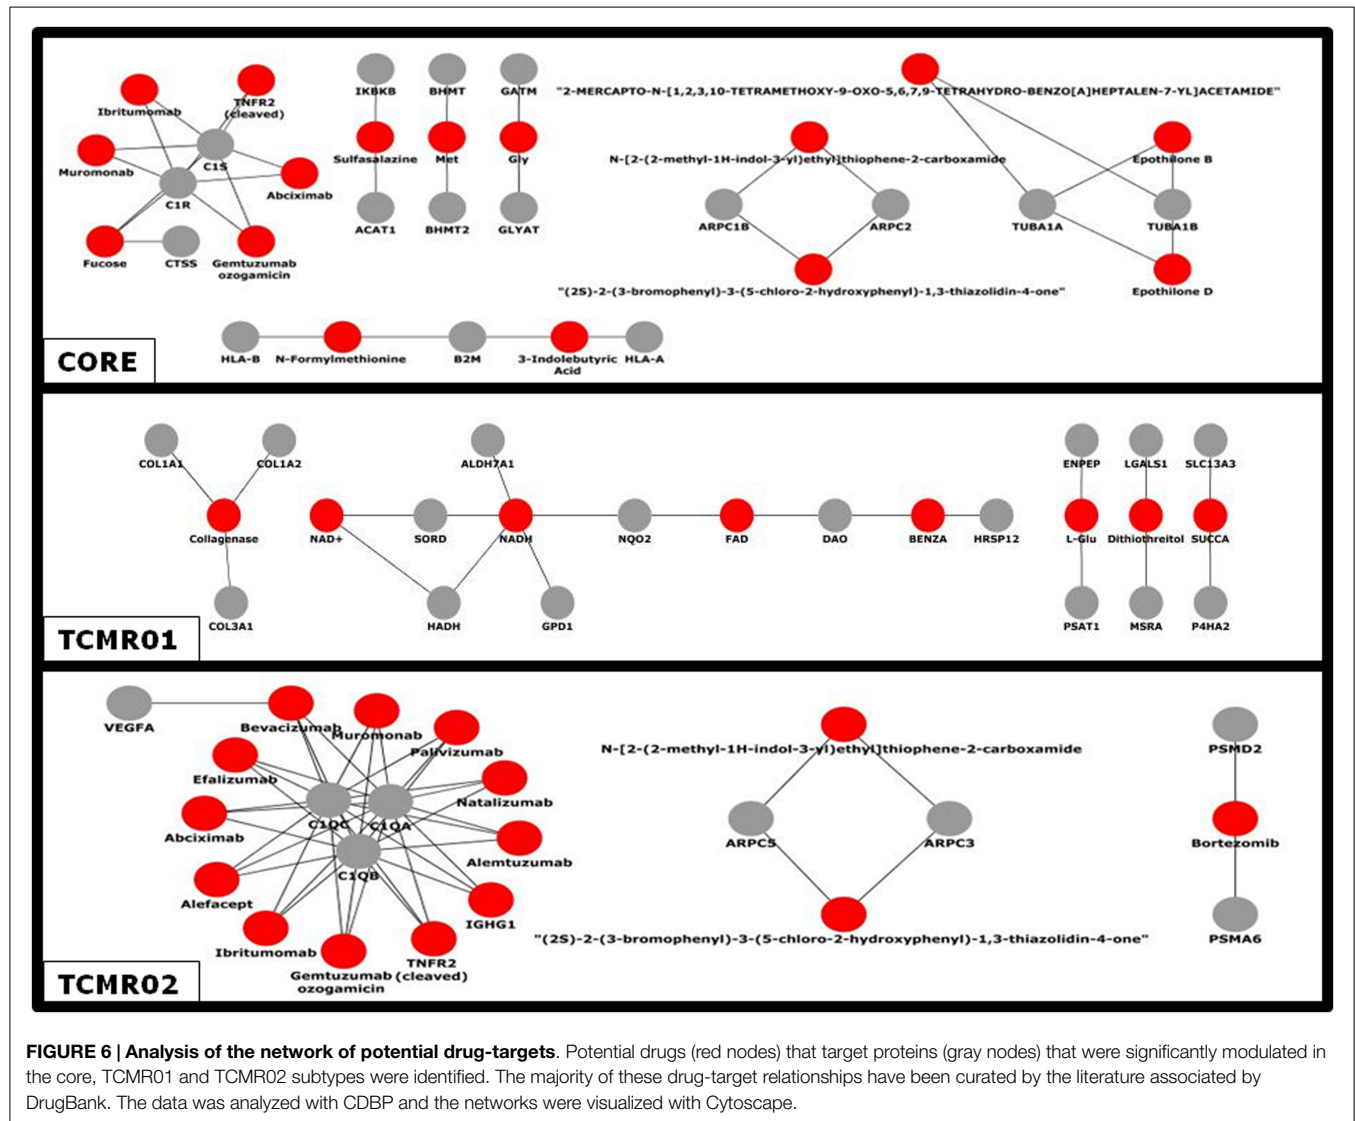 Ibritumomab
TNFR2
(cleaved)
Muromonab
C1S
C1R
Abciximab
Fucose
CTSS
Gemtuzumab
ozogamicin
IKBKB
BHMT
GATM
Sulfasalazine
Met
Gly
ACAT1
BHMT2
GLYAT
"2-MERCAPTO-N-[1,2,3,10-TETRAMETHOXY-9-OXO-5,6,7,9-TETRAHYDRO-BENZO[A]HEPTALEN-7-YL]ACETAMIDE"
N-[2-(2-methyl-1H-indol-3-yl)ethyl]thiophene-2-carboxamide
Epothilone B
ARPC1B
ARPC2
TUBA1A
TUBA1B
"(2S)-2-(3-bromophenyl)-3-(5-chloro-2-hydroxyphenyl)-1,3-thiazolidin-4-one"
Epothilone D
HLA-B
N-Formylmethionine
B2M
3-Indolebutyric
Acid
HLA-A
CORE
COL1A1
COL1A2
ALDH7A1
ENPEP
LGALS1
SLC13A3
Collagenase
NAD+
SORD
NADH
NQO2
FAD
DAO
BENZA
HRSP12
L-Glu
Dithiothreitol
SUCCA
COL3A1
HADH
GPD1
PSAT1
MSRA
P4HA2
TCMR01
VEGFA
Bevacizumab
Muromonab
Palivizumab
Efalizumab
Natalizumab
Abciximab
C1QC
C1QA
Alemtuzumab
C1QB
Alefacept
IGHG1
Ibritumomab
TNFR2
(cleaved)
Gemtuzumab
ozogamicin
N-[2-(2-methyl-1H-indol-3-yl)ethyl]thiophene-2-carboxamide
ARPC5
ARPC3
"(2S)-2-(3-bromophenyl)-3-(5-chloro-2-hydroxyphenyl)-1,3-thiazolidin-4-one"
PSMD2
Bortezomib
PSMA6
TCMR02
FIGURE 6 | Analysis of the network of potential drug-targets. Potential drugs (red nodes) that target proteins (gray nodes) that were significantly modulated in
the core, TCMR01 and TCMR02 subtypes were identified. The majority of these drug-target relationships have been curated by the literature associated by
DrugBank. The data was analyzed with CDBP and the networks were visualized with Cytoscape.